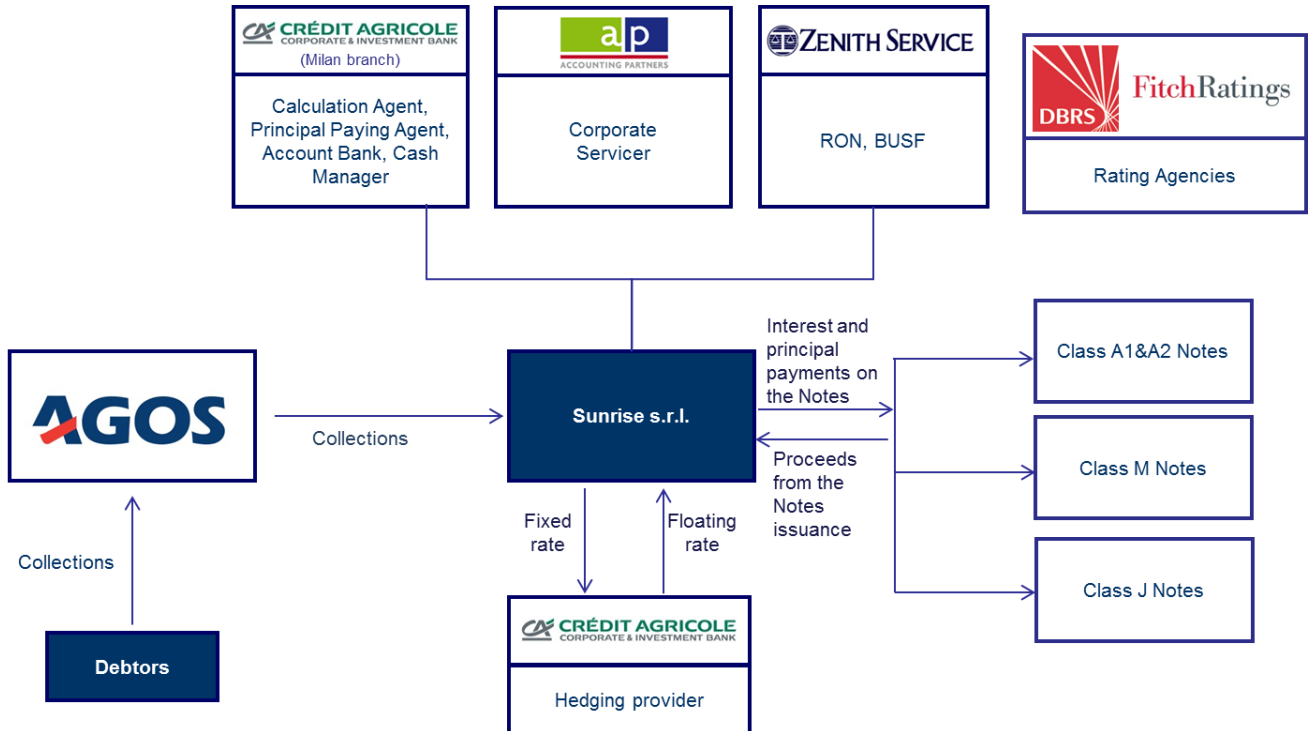 CRÉDIT AGRICOLE
CORPORATE & INVESTMENT BANK
(Milan branch)
Calculation Agent,
Principal Paying Agent,
Account Bank, Cash
Manager
a p
ACCOUNTING PARTNERS
Corporate
Servicer
ZENITH SERVICE
RON, BUSF
DBRS
FitchRatings
Rating Agencies
AGOS
Collections
Sunrise s.r.l.
Interest and
principal
payments on
the Notes
Proceeds
from the
Notes
issuance
Class A1&A2 Notes
Class M Notes
Class J Notes
Collections
Debtors
Fixed
rate
Floating
rate
CRÉDIT AGRICOLE
CORPORATE & INVESTMENT BANK
Hedging provider